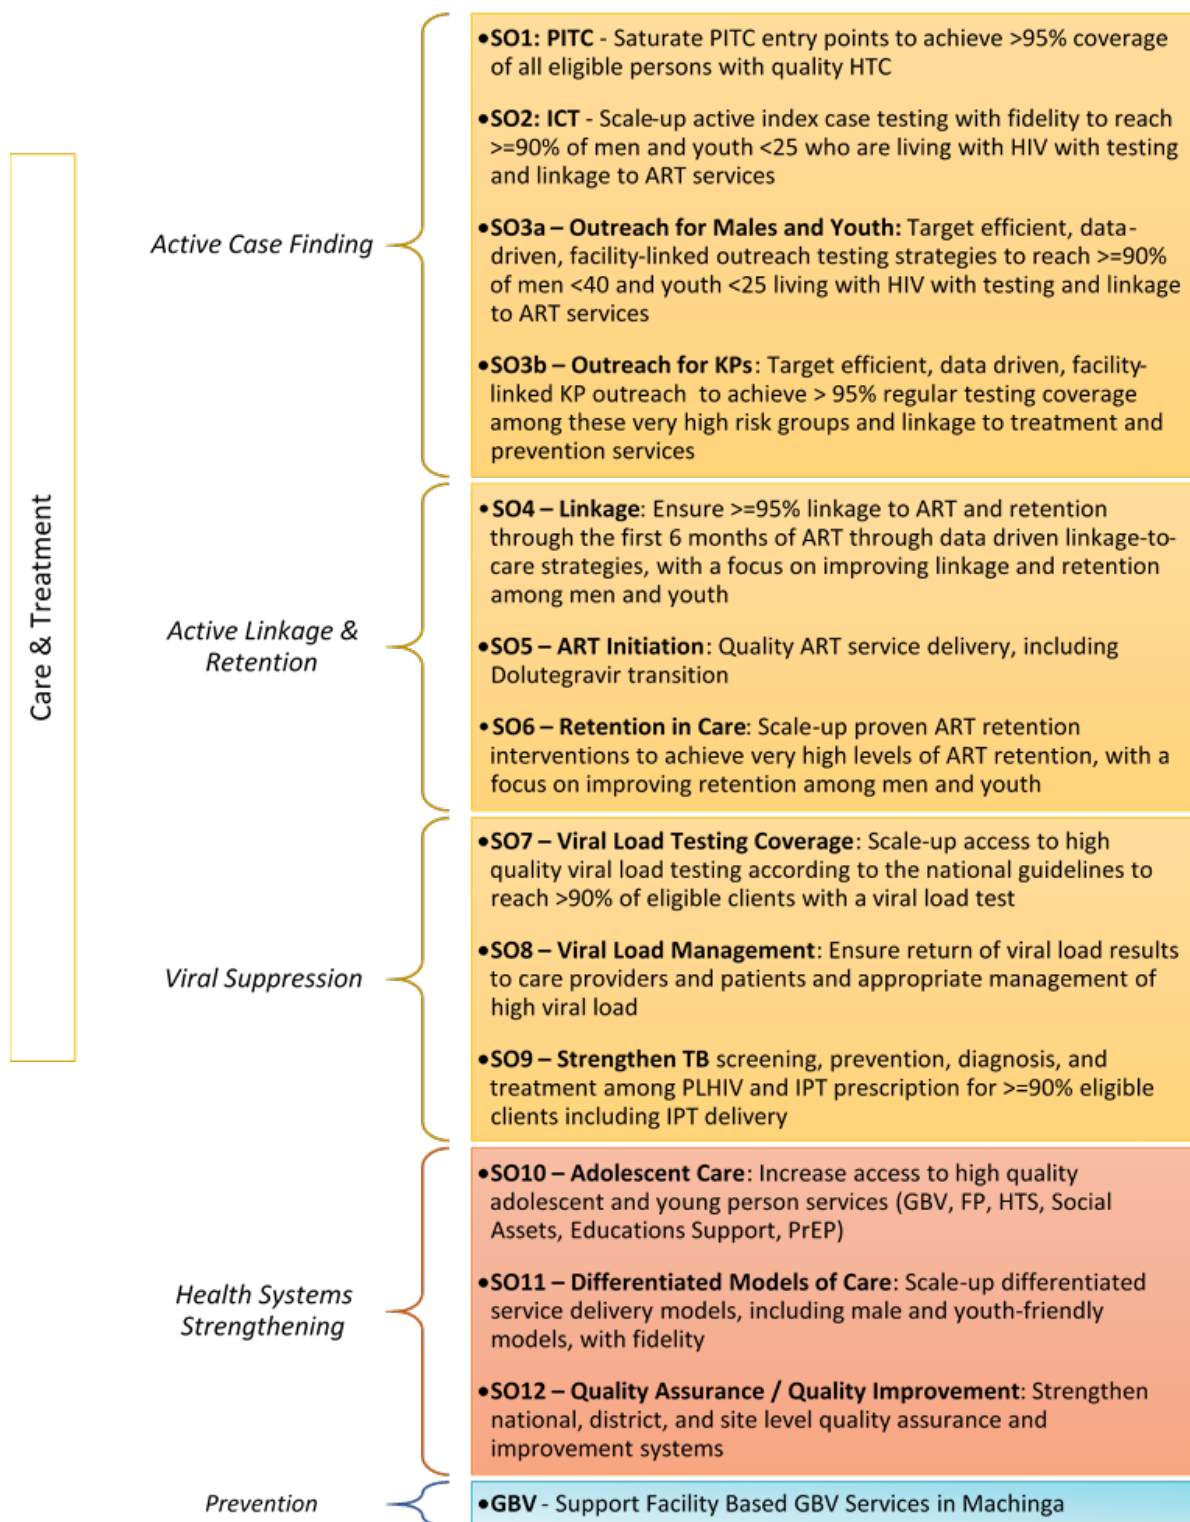 •SO1: PITC - Saturate PITC entry points to achieve >95% coverage
of all eligible persons with quality HTC
•SO2: ICT - Scale-up active index case testing with fidelity to reach
>=90% of men and youth <25 who are living with HIV with testing
and linkage to ART services
Active Case Finding
•SO3a – Outreach for Males and Youth: Target efficient, data-
driven, facility-linked outreach testing strategies to reach >=90%
of men <40 and youth <25 living with HIV with testing and linkage
to ART services
•SO3b – Outreach for KPs: Target efficient, data driven, facility-
linked KP outreach to achieve > 95% regular testing coverage
among these very high risk groups and linkage to treatment and
prevention services
Care & Treatment
•SO4 – Linkage: Ensure >=95% linkage to ART and retention
through the first 6 months of ART through data driven linkage-to-
care strategies, with a focus on improving linkage and retention
among men and youth
Active Linkage &
Retention
•SO5 – ART Initiation: Quality ART service delivery, including
Dolutegravir transition
•SO6 – Retention in Care: Scale-up proven ART retention
interventions to achieve very high levels of ART retention, with a
focus on improving retention among men and youth
•SO7 – Viral Load Testing Coverage: Scale-up access to high
quality viral load testing according to the national guidelines to
reach >90% of eligible clients with a viral load test
Viral Suppression
•SO8 – Viral Load Management: Ensure return of viral load results
to care providers and patients and appropriate management of
high viral load
•SO9 – Strengthen TB screening, prevention, diagnosis, and
treatment among PLHIV and IPT prescription for >=90% eligible
clients including IPT delivery
•SO10 – Adolescent Care: Increase access to high quality
adolescent and young person services (GBV, FP, HTS, Social
Assets, Educations Support, PrEP)
Health Systems
Strengthening
•SO11 – Differentiated Models of Care: Scale-up differentiated
service delivery models, including male and youth-friendly
models, with fidelity
•SO12 – Quality Assurance / Quality Improvement: Strengthen
national, district, and site level quality assurance and
improvement systems
Prevention
•GBV - Support Facility Based GBV Services in Machinga